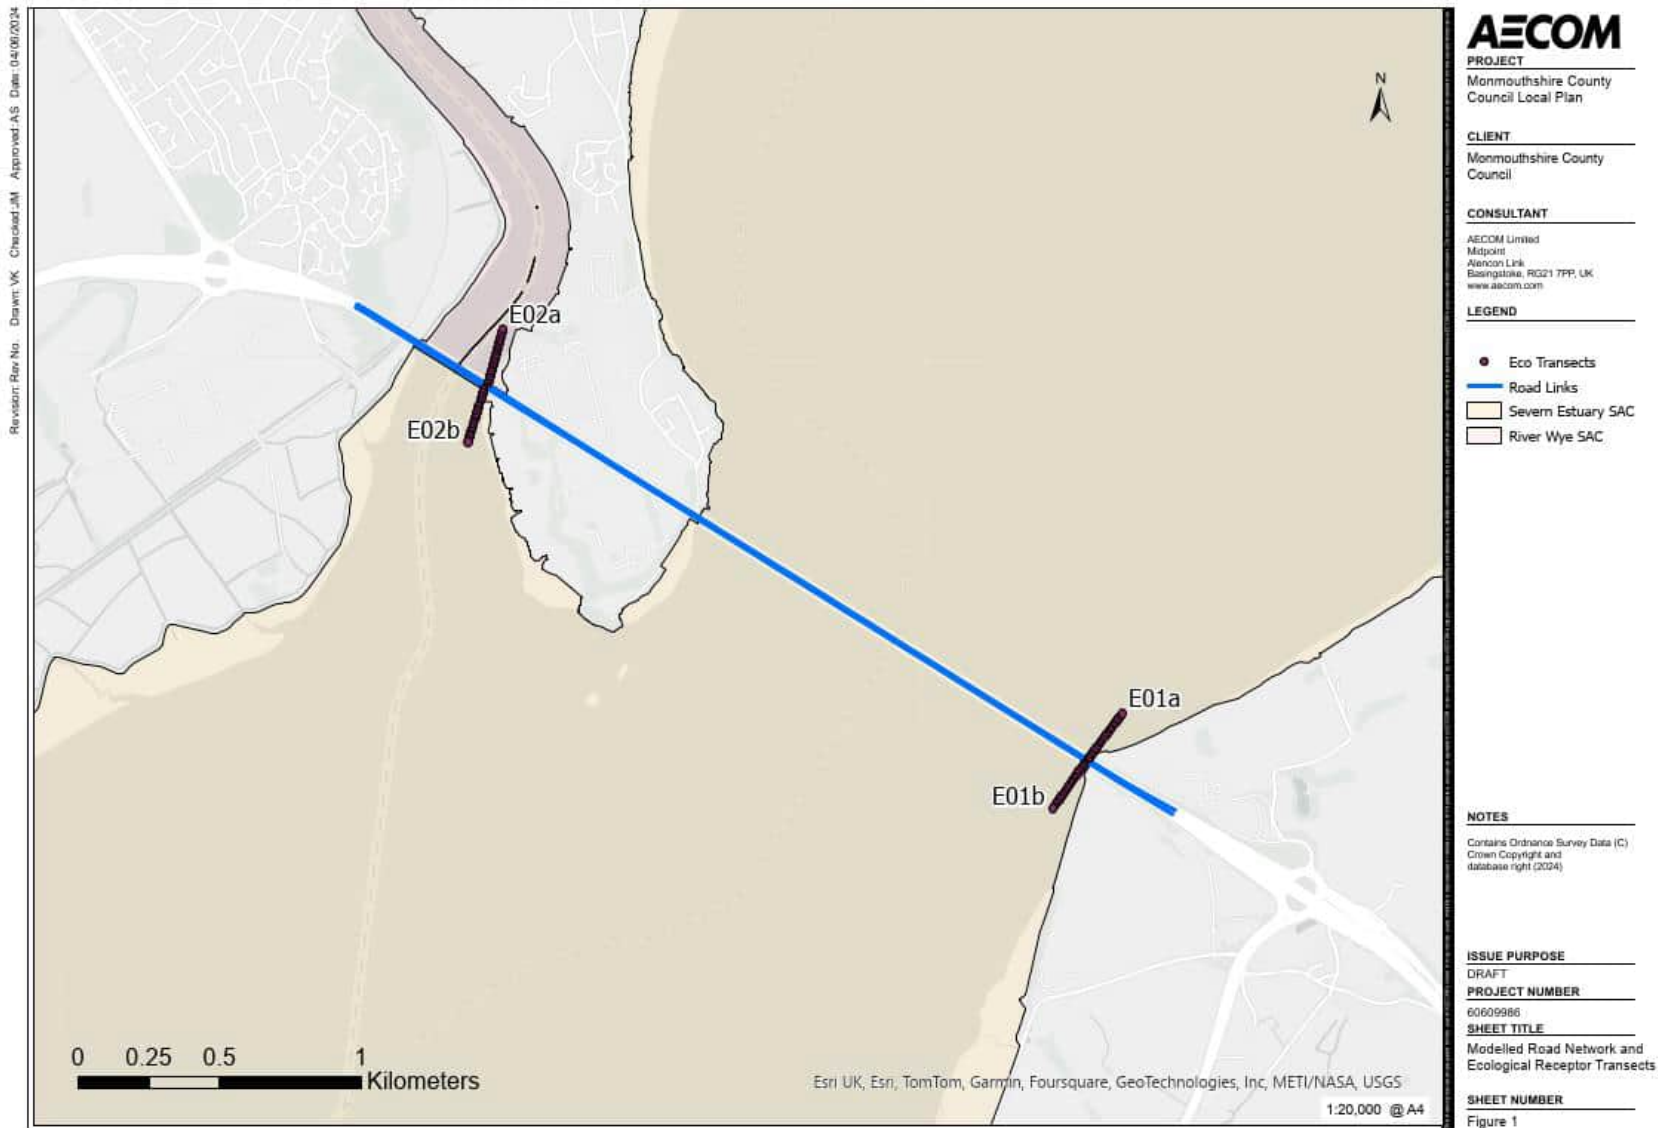 Revision: Rev No. Drawn: VK Checked: JM Approved: AS Date: 04/06/2024
E02a
E02b
E01a
E01b
0 0.25 0.5 1
Kilometers
Esri UK, Esri, TomTom, Garmin, Foursquare, GeoTechnologies, Inc, METI/NASA, USGS
1:20,000 @ A4
N
AECOM
PROJECT
Monmouthshire County
Council Local Plan
CLIENT
Monmouthshire County
Council
CONSULTANT
AECOM Limited
Midpoint
Alencon Link
Basingstoke, RG21 7PP, UK
www.aecom.com
LEGEND
Eco Transects
Road Links
Severn Estuary SAC
River Wye SAC
NOTES
Contains Ordnance Survey Data (C)
Crown Copyright and
database right (2024)
ISSUE PURPOSE
DRAFT
PROJECT NUMBER
60609986
SHEET TITLE
Modelled Road Network and
Ecological Receptor Transects
SHEET NUMBER
Figure 1